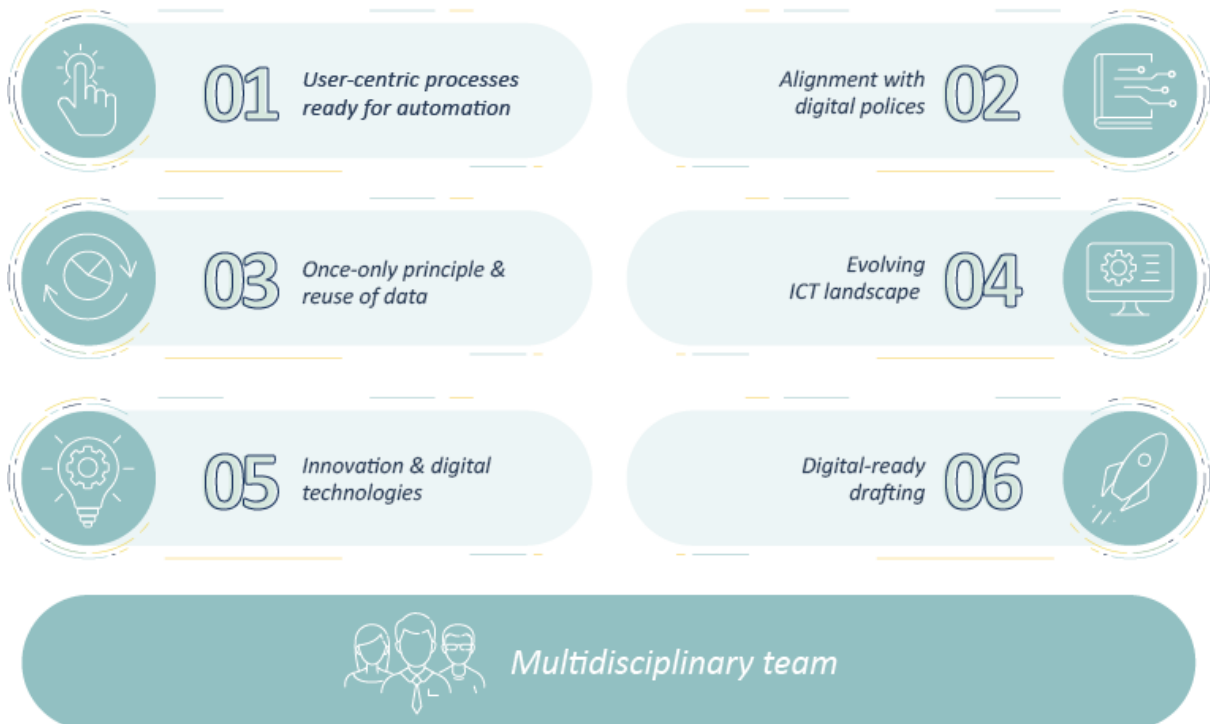 01
User-centric processes
ready for automation
Alignment with
digital polices
02
03
Once-only principle &
reuse of data
Evolving
ICT landscape
04
05
Innovation & digital
technologies
Digital-ready
drafting
06
Multidisciplinary team